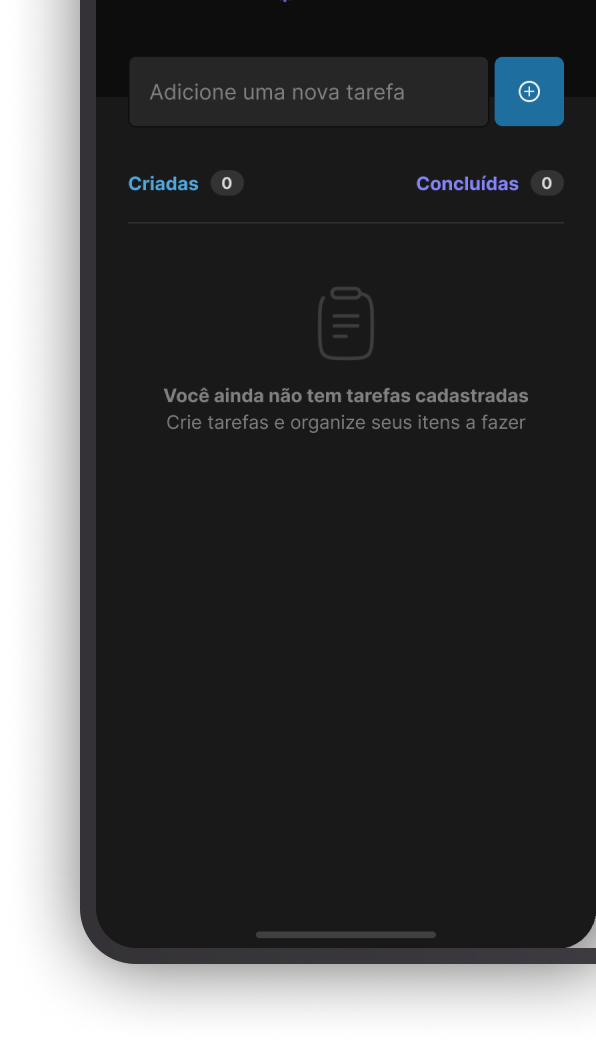 Adicione uma nova tarefa
Criadas 0
Concluídas 0
Você ainda não tem tarefas cadastradas
Crie tarefas e organize seus itens a fazer